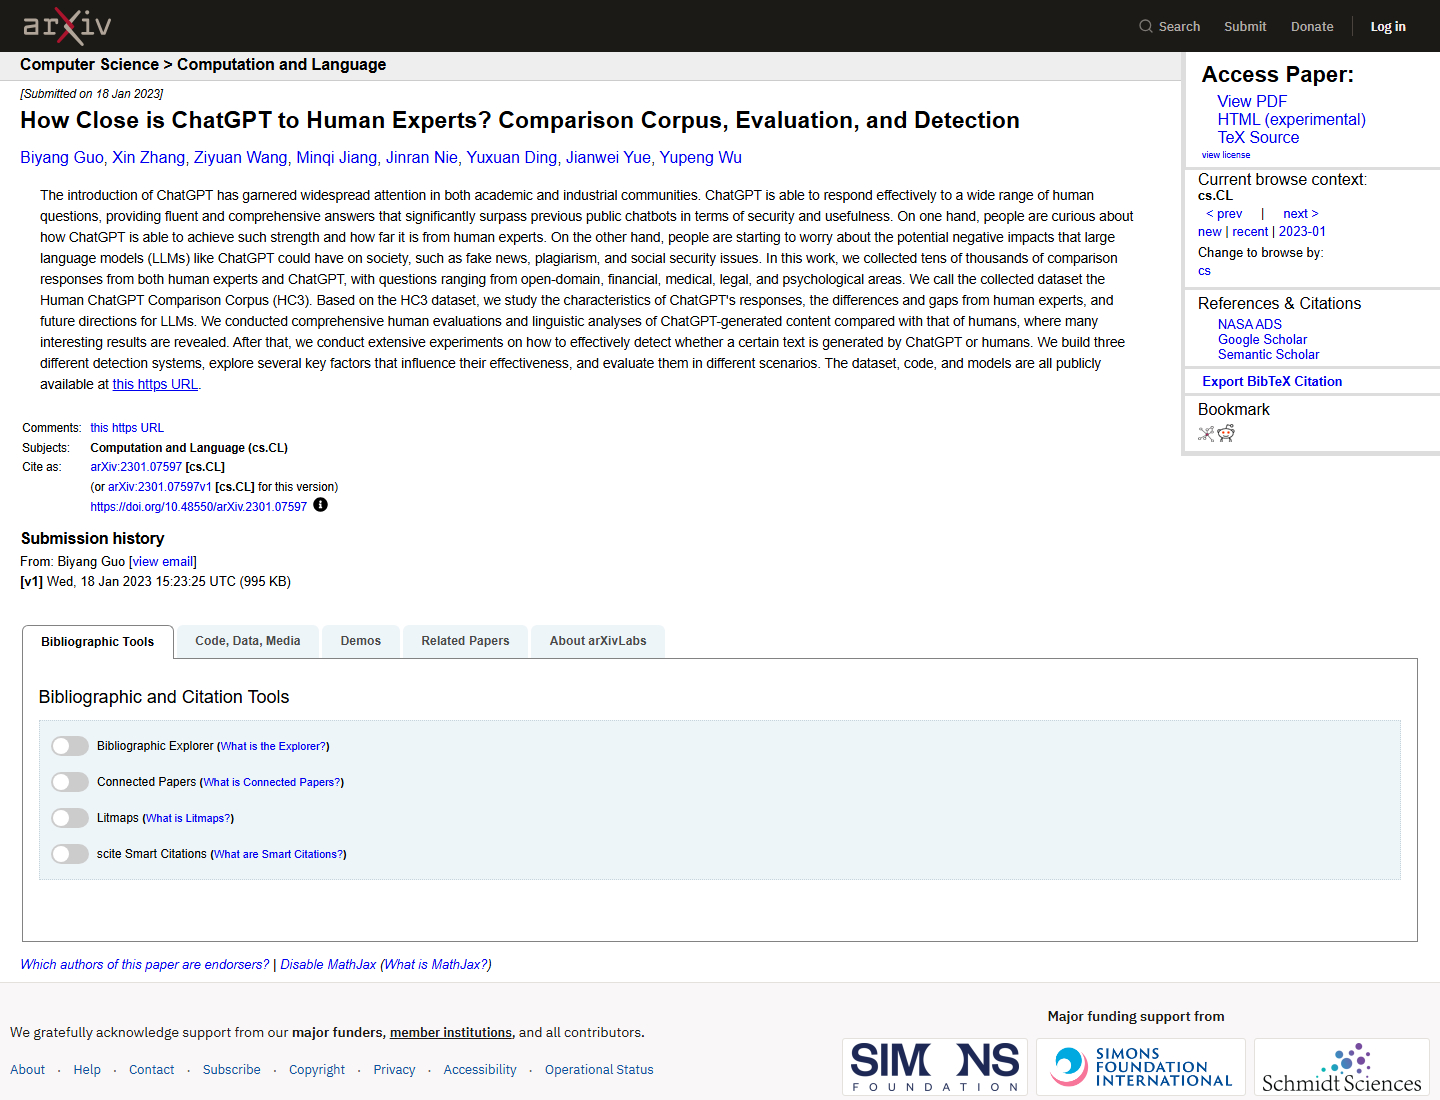 arXiv
Search Submit Donate Log in
Computer Science > Computation and Language
[Submitted on 18 Jan 2023]
How Close is ChatGPT to Human Experts? Comparison Corpus, Evaluation, and Detection
Biyang Guo, Xin Zhang, Ziyuan Wang, Minqi Jiang, Jinran Nie, Yuxuan Ding, Jianwei Yue, Yupeng Wu
The introduction of ChatGPT has garnered widespread attention in both academic and industrial communities. ChatGPT is able to respond effectively to a wide range of human
questions, providing fluent and comprehensive answers that significantly surpass previous public chatbots in terms of security and usefulness. On one hand, people are curious about
how ChatGPT is able to achieve such strength and how far it is from human experts. On the other hand, people are starting to worry about the potential negative impacts that large
language models (LLMs) like ChatGPT could have on society, such as fake news, plagiarism, and social security issues. In this work, we collected tens of thousands of comparison
responses from both human experts and ChatGPT, with questions ranging from open-domain, financial, medical, legal, and psychological areas. We call the collected dataset the
Human ChatGPT Comparison Corpus (HC3). Based on the HC3 dataset, we study the characteristics of ChatGPT's responses, the differences and gaps from human experts, and
future directions for LLMs. We conducted comprehensive human evaluations and linguistic analyses of ChatGPT-generated content compared with that of humans, where many
interesting results are revealed. After that, we conduct extensive experiments on how to effectively detect whether a certain text is generated by ChatGPT or humans. We build three
different detection systems, explore several key factors that influence their effectiveness, and evaluate them in different scenarios. The dataset, code, and models are all publicly
available at this https URL.
Comments: this https URL
Subjects: Computation and Language (cs.CL)
Cite as: arXiv:2301.07597 [cs.CL]
(or arXiv:2301.07597v1 [cs.CL] for this version)
https://doi.org/10.48550/arXiv.2301.07597
Submission history
From: Biyang Guo [view email]
[v1] Wed, 18 Jan 2023 15:23:25 UTC (995 KB)
Access Paper:
View PDF
HTML (experimental)
TeX Source
view license
Current browse context:
cs.CL
< prev | next >
new | recent | 2023-01
Change to browse by:
cs
References & Citations
NASA ADS
Google Scholar
Semantic Scholar
Export BibTeX Citation
Bookmark
Bibliographic Tools Code, Data, Media Demos Related Papers About arXivLabs
Bibliographic and Citation Tools
Bibliographic Explorer (What is the Explorer?)
Connected Papers (What is Connected Papers?)
Litmaps (What is Litmaps?)
scite Smart Citations (What are Smart Citations?)
Which authors of this paper are endorsers? | Disable MathJax (What is MathJax?)
We gratefully acknowledge support from our major funders, member institutions, and all contributors.
About · Help · Contact · Subscribe · Copyright · Privacy · Accessibility · Operational Status
Major funding support from
SIMONS
FOUNDATION
SIMONS
FOUNDATION
INTERNATIONAL
Schmidt Sciences